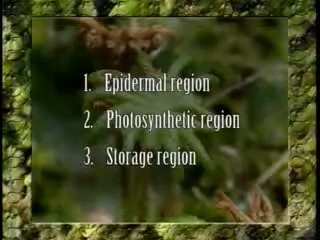 1. Epidermal region
2. Photosynthetic region
3. Storage region